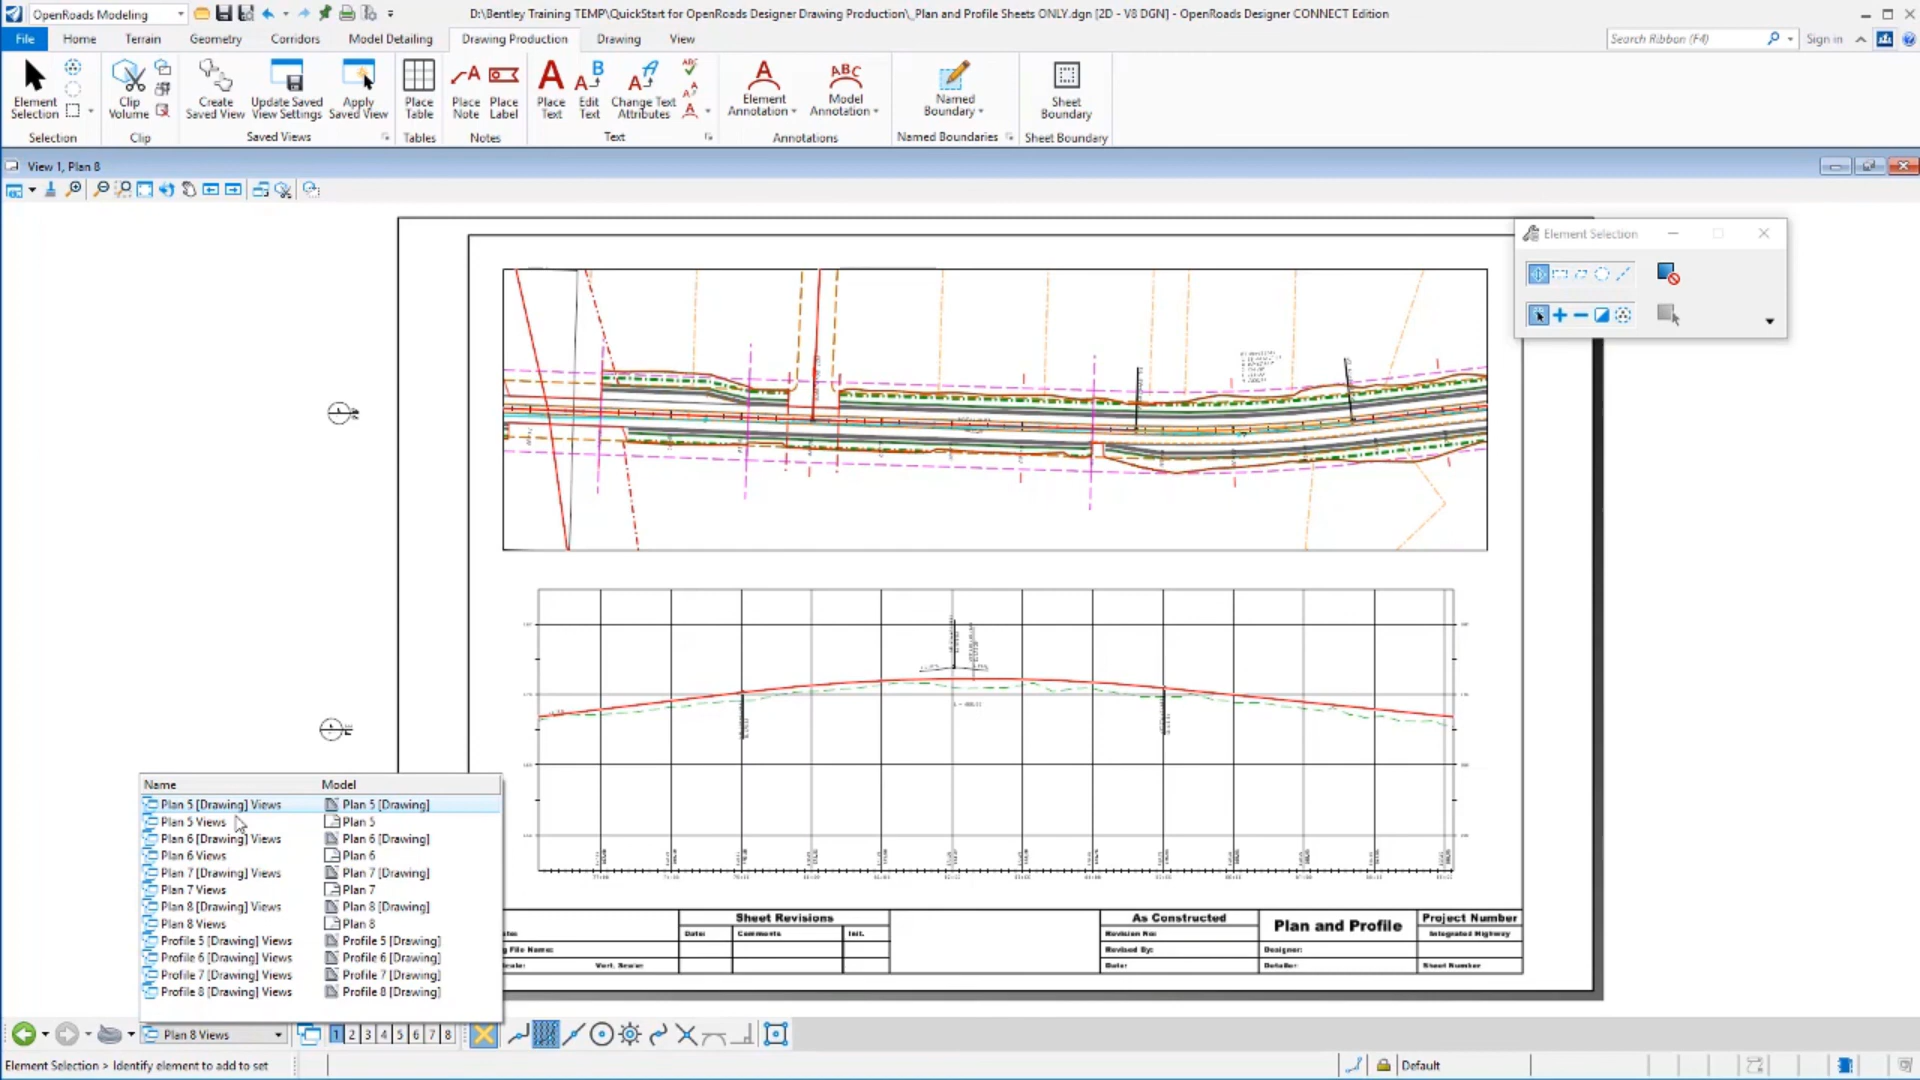 OpenRoads Modeling
D:\Bentley Training TEMP\QuickStart for OpenRoads Designer Drawing Production\_Plan and Profile Sheets ONLY.dgn [2D - V8 DGN] - OpenRoads Designer CONNECT Edition
File Home Terrain Geometry Corridors Model Detailing Drawing Production Drawing View
Search Ribbon (F4) Sign in
Element Selection
Clip Volume
Create Saved View
Update Saved View Settings
Apply Saved View
Place Table
Place Note
Place Label
Place Text
Edit Text
Change Text Attributes
Element Annotation
Model Annotation
Named Boundary
Sheet Boundary
Selection Clip Saved Views Tables Notes Text Annotations Named Boundaries Sheet Boundary
View 1, Plan 8
Element Selection
Name Model
Plan 5 [Drawing] Views Plan 5 [Drawing]
Plan 5 Views Plan 5
Plan 6 [Drawing] Views Plan 6 [Drawing]
Plan 6 Views Plan 6
Plan 7 [Drawing] Views Plan 7 [Drawing]
Plan 7 Views Plan 7
Plan 8 [Drawing] Views Plan 8 [Drawing]
Plan 8 Views Plan 8
Profile 5 [Drawing] Views Profile 5 [Drawing]
Profile 6 [Drawing] Views Profile 6 [Drawing]
Profile 7 [Drawing] Views Profile 7 [Drawing]
Profile 8 [Drawing] Views Profile 8 [Drawing]
Sheet Revisions
Date: Comments Init.
File Name:
Vert. Scale:
As Constructed
Revision No:
Revised By:
Date:
Plan and Profile
Designer:
Detailer:
Project Number
Integrated Highway
Sheet Number
Plan 8 Views 1 2 3 4 5 6 7 8
Element Selection > Identify element to add to set
Default